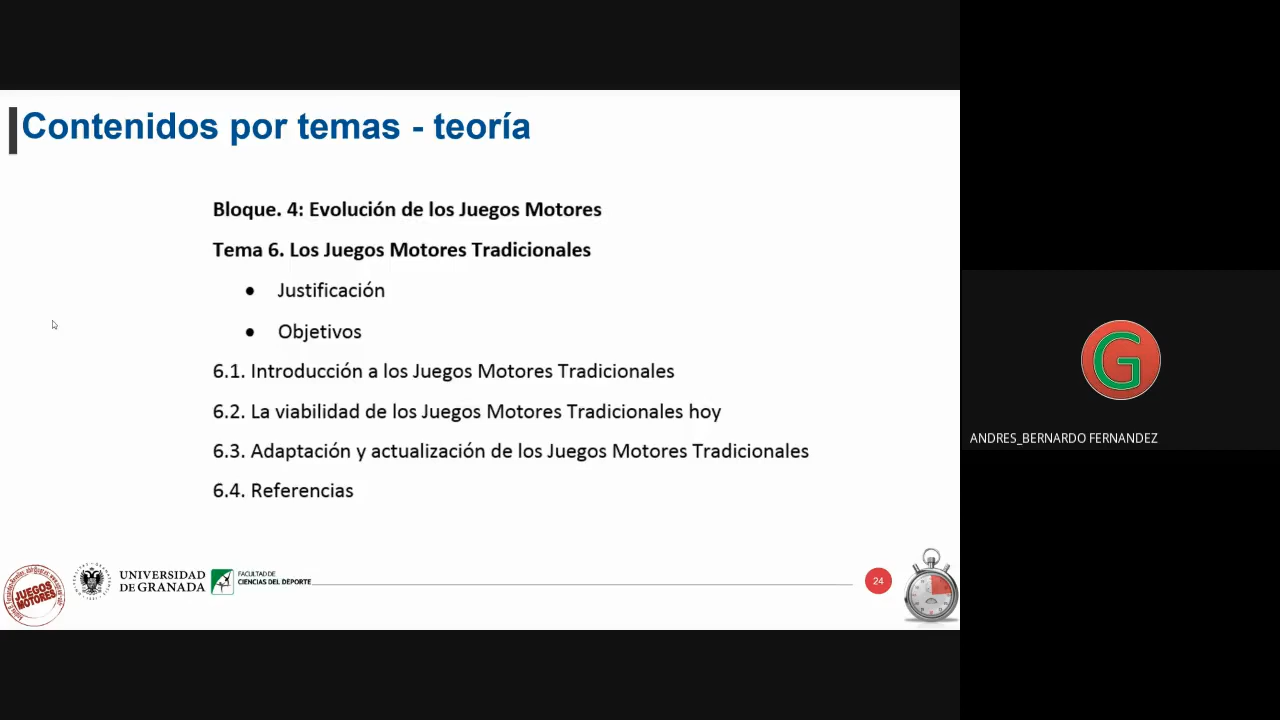 Contenidos por temas - teoría
Bloque. 4: Evolución de los Juegos Motores
Tema 6. Los Juegos Motores Tradicionales
• Justificación
• Objetivos
6.1. Introducción a los Juegos Motores Tradicionales
6.2. La viabilidad de los Juegos Motores Tradicionales hoy
6.3. Adaptación y actualización de los Juegos Motores Tradicionales
6.4. Referencias
JUEGOS
MOTORES
UNIVERSIDAD
DE GRANADA
FACULTAD DE
CIENCIAS DEL DEPORTE
24
G
ANDRES_BERNARDO FERNANDEZ